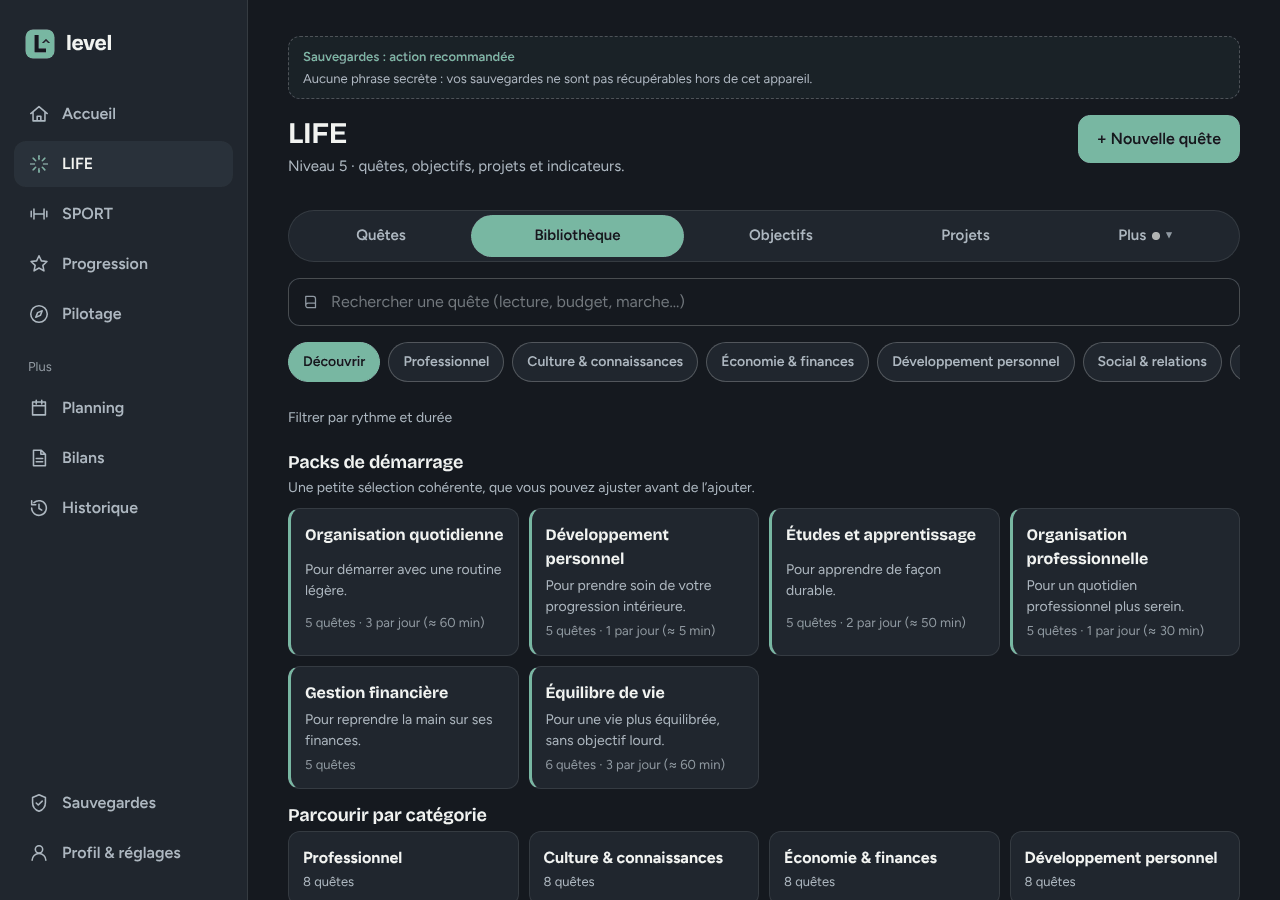 level
Accueil
LIFE
SPORT
Progression
Pilotage
Plus
Planning
Bilans
Historique
Sauvegardes
Profil & réglages
Sauvegardes : action recommandée
Aucune phrase secrète : vos sauvegardes ne sont pas récupérables hors de cet appareil.
LIFE
Niveau 5 · quêtes, objectifs, projets et indicateurs.
+ Nouvelle quête
Quêtes
Bibliothèque
Objectifs
Projets
Plus
Rechercher une quête (lecture, budget, marche…)
Découvrir
Professionnel
Culture & connaissances
Économie & finances
Développement personnel
Social & relations
Filtrer par rythme et durée
Packs de démarrage
Une petite sélection cohérente, que vous pouvez ajuster avant de l’ajouter.
Organisation quotidienne
Pour démarrer avec une routine
légère.
5 quêtes · 3 par jour (≈ 60 min)
Développement
personnel
Pour prendre soin de votre
progression intérieure.
5 quêtes · 1 par jour (≈ 5 min)
Études et apprentissage
Pour apprendre de façon
durable.
5 quêtes · 2 par jour (≈ 50 min)
Organisation
professionnelle
Pour un quotidien
professionnel plus serein.
5 quêtes · 1 par jour (≈ 30 min)
Gestion financière
Pour reprendre la main sur ses
finances.
5 quêtes
Équilibre de vie
Pour une vie plus équilibrée,
sans objectif lourd.
6 quêtes · 3 par jour (≈ 60 min)
Parcourir par catégorie
Professionnel
8 quêtes
Culture & connaissances
8 quêtes
Économie & finances
8 quêtes
Développement personnel
8 quêtes